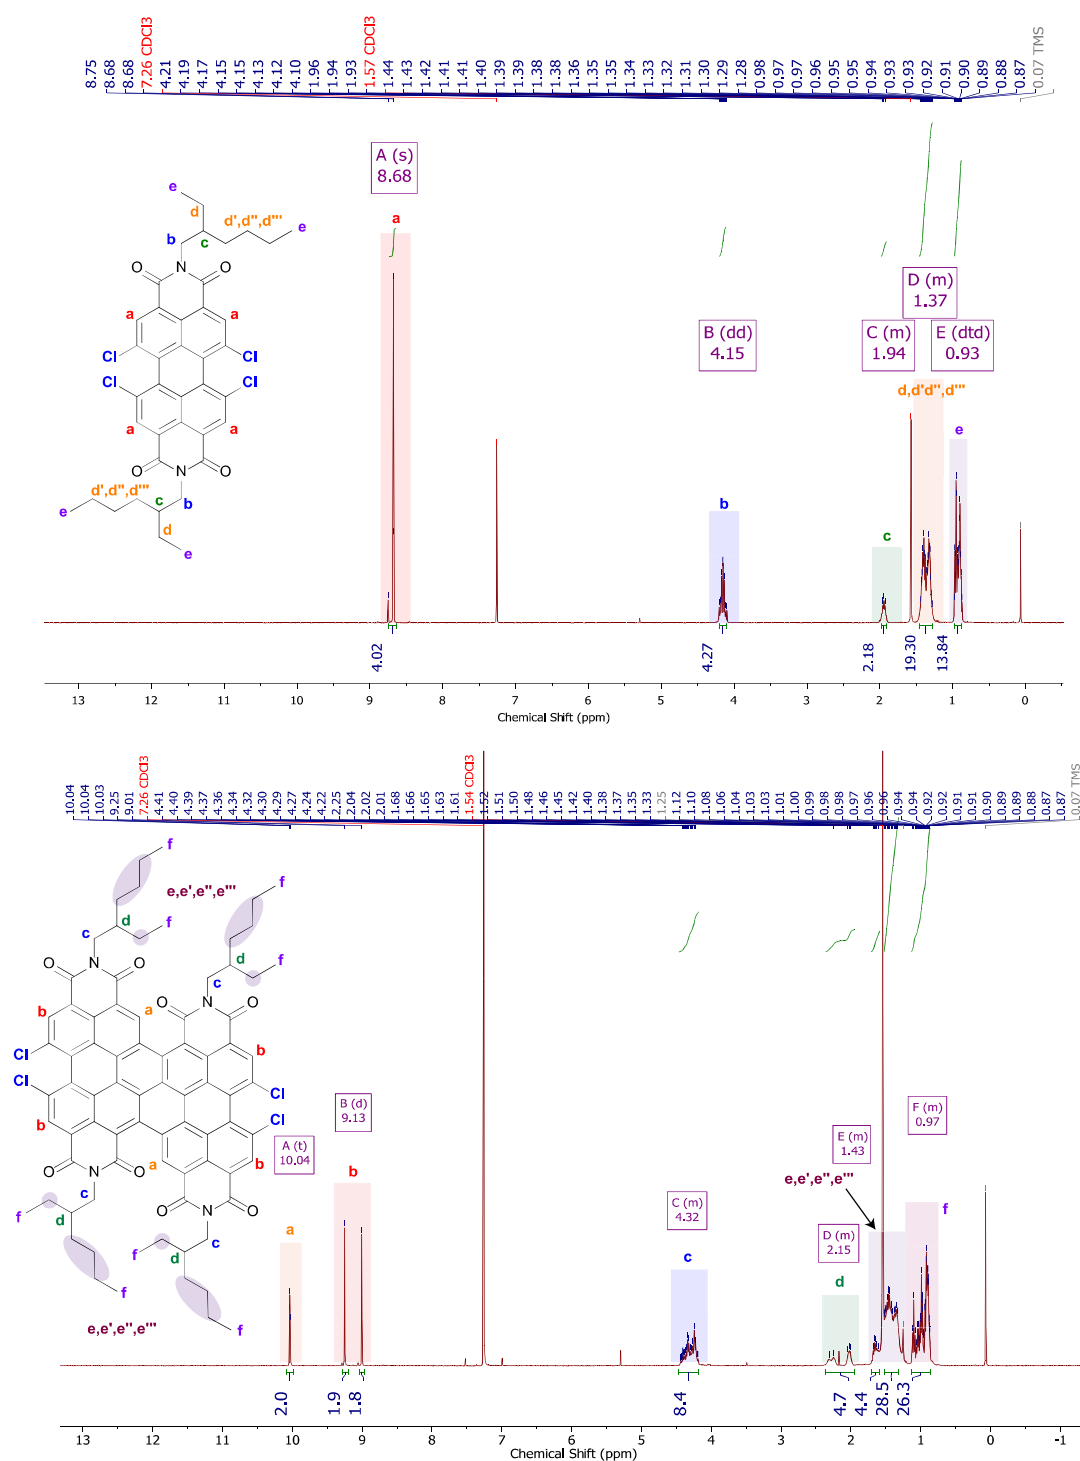 8.75 8.68 8.68 7.26 CDCl3 4.21 4.19 4.17 4.15 4.15 4.13 4.12 4.10 1.96 1.94 1.93 1.57 CDCl3 1.44 1.43 1.42 1.41 1.41 1.40 1.39 1.39 1.38 1.38 1.36 1.35 1.35 1.34 1.33 1.32 1.31 1.30 1.29 1.28 0.98 0.97 0.97 0.96 0.95 0.95 0.94 0.93 0.93 0.92 0.91 0.90 0.89 0.88 0.87 0.07 TMS
A (s)
8.68
e
d
d',d'',d'''
e
a
b
c
N
O O
a a
Cl Cl
Cl Cl
a a
O O
N
d',d'',d'''
c
b
e
d
e
D (m)
1.37
B (dd)
4.15
C (m)
1.94
E (dtd)
0.93
d,d'd'',d'''
e
b
c
4.02 4.27 2.18 19.30 13.84
13 12 11 10 9 8 7 6 5 4 3 2 1 0
Chemical Shift (ppm)
10.04 10.04 10.03 9.25 9.01 7.26 CDCl3 4.41 4.40 4.39 4.37 4.36 4.34 4.32 4.30 4.29 4.27 4.24 4.22 2.25 2.04 2.02 2.01 1.68 1.66 1.65 1.63 1.61 1.54 CDCl3 1.52 1.51 1.50 1.48 1.46 1.45 1.42 1.40 1.38 1.37 1.35 1.33 1.25 1.12 1.10 1.08 1.06 1.04 1.03 1.03 1.01 1.00 0.99 0.98 0.98 0.97 0.96 0.96 0.94 0.94 0.92 0.92 0.91 0.91 0.90 0.89 0.89 0.88 0.87 0.87 0.07 TMS
f
e,e',e'',e'''
f
d
f
c
d
f
N
c
O O
N
O O
b
a
b
Cl
Cl
Cl
Cl
b
a
b
O O
N
O O
N
c
c
f
d
f
d
f
f
e,e',e'',e'''
A (t)
10.04
B (d)
9.13
a
b
C (m)
4.32
c
D (m)
2.15
d
E (m)
1.43
e,e',e'',e'''
F (m)
0.97
f
2.0 1.9 1.8 8.4 4.7 4.4 28.5 26.3
13 12 11 10 9 8 7 6 5 4 3 2 1 0 -1
Chemical Shift (ppm)